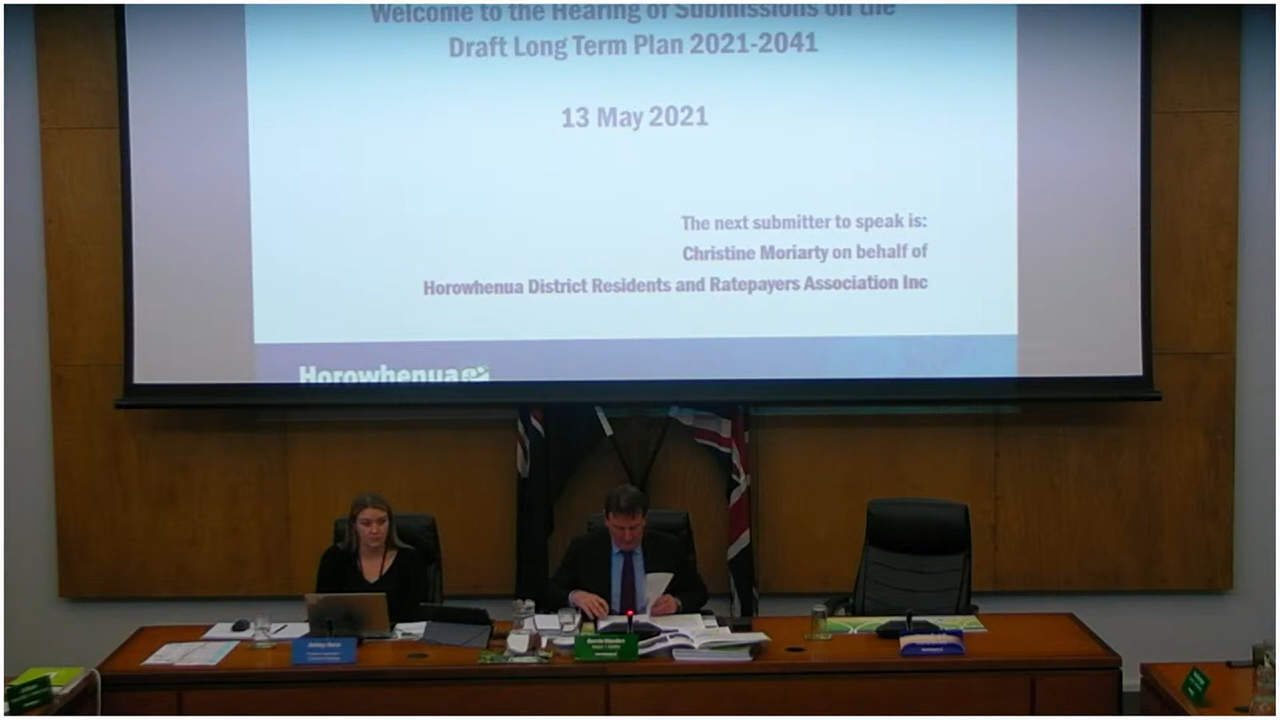 Welcome to the Hearing of Submissions on the
Draft Long Term Plan 2021-2041
13 May 2021
The next submitter to speak is:
Christine Moriarty on behalf of
Horowhenua District Residents and Ratepayers Association Inc
Horowhenua